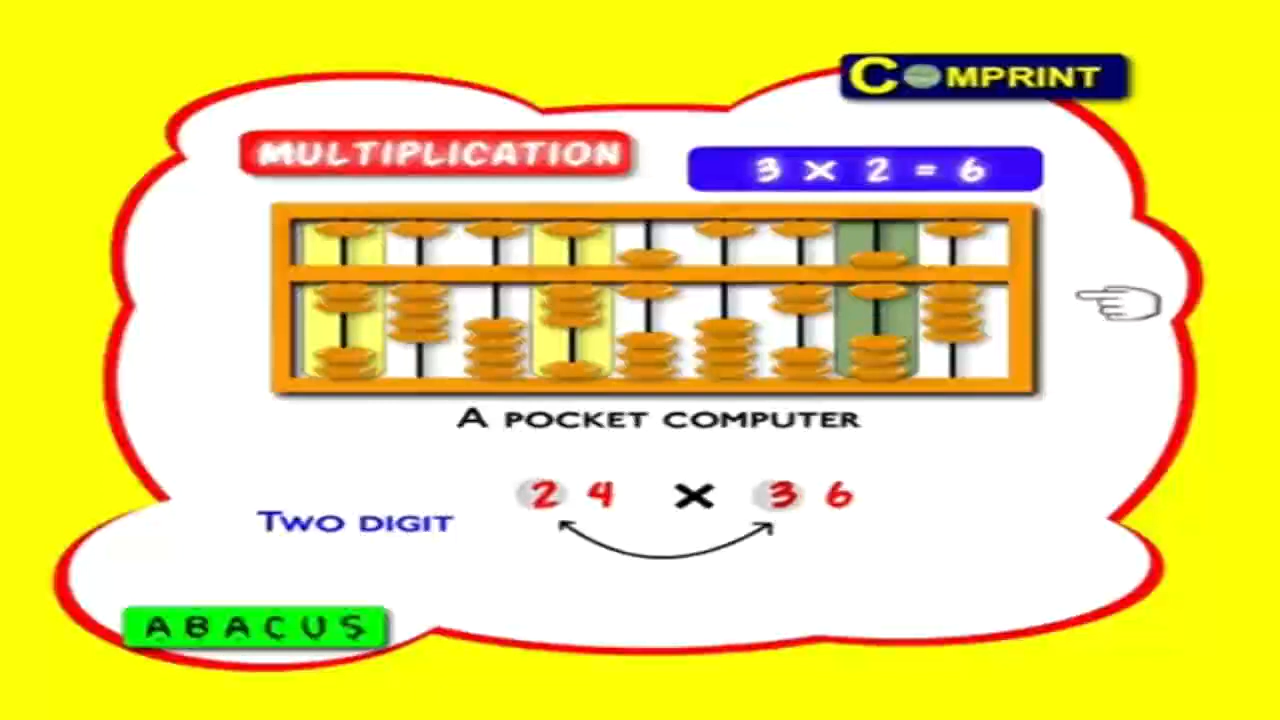 COMPRINT
MULTIPLICATION
3 × 2 = 6
A POCKET COMPUTER
24 × 36
TWO DIGIT
ABACUS